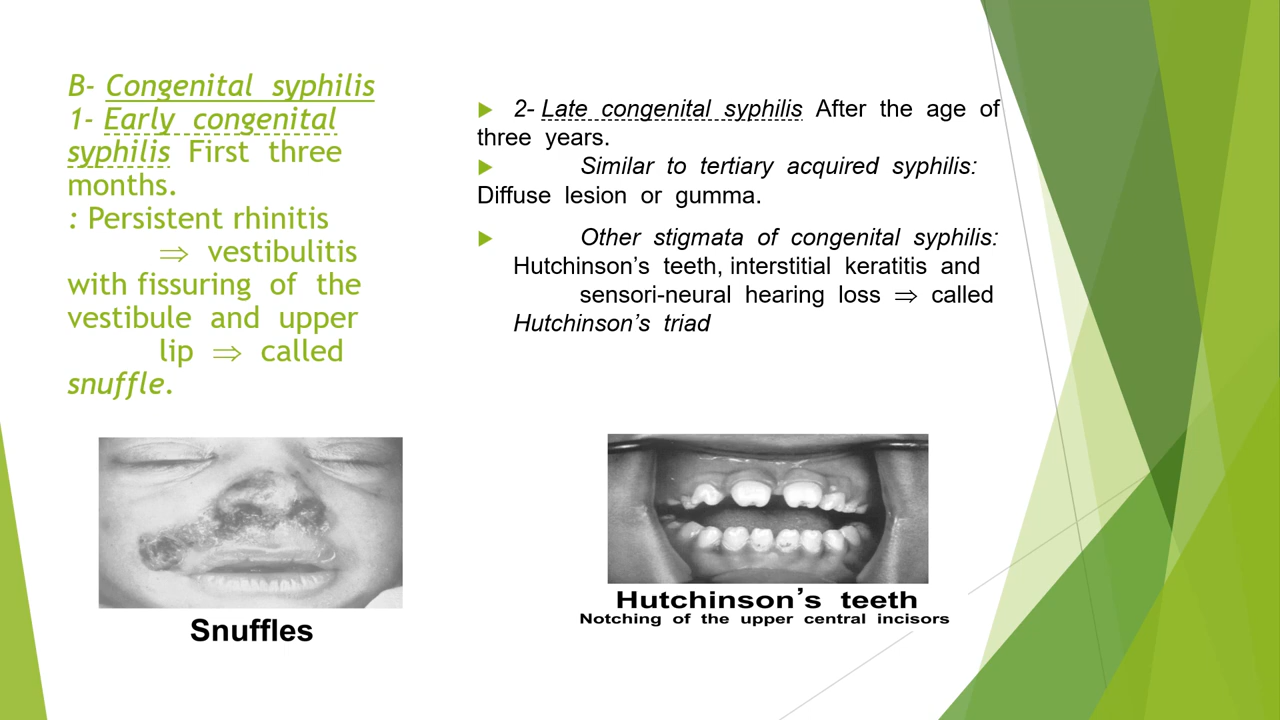 B- Congenital syphilis
1- Early congenital
syphilis First three
months.
: Persistent rhinitis
⇒ vestibulitis
with fissuring of the
vestibule and upper
lip ⇒ called
snuffle.
2- Late congenital syphilis After the age of
three years.
Similar to tertiary acquired syphilis:
Diffuse lesion or gumma.
Other stigmata of congenital syphilis:
Hutchinson’s teeth, interstitial keratitis and
sensori-neural hearing loss ⇒ called
Hutchinson’s triad
Snuffles
Hutchinson’s teeth
Notching of the upper central incisors